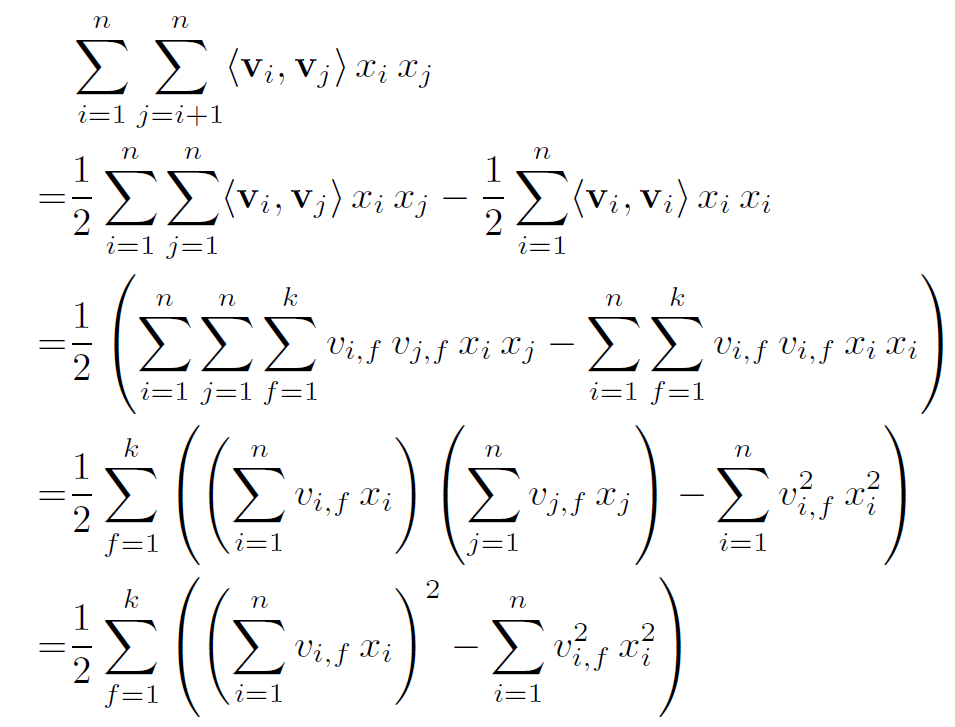 \sum_{i=1}^{n} \sum_{j=i+1}^{n} \langle \mathbf{v}_i, \mathbf{v}_j \rangle \, x_i \, x_j
= \frac{1}{2} \sum_{i=1}^{n} \sum_{j=1}^{n} \langle \mathbf{v}_i, \mathbf{v}_j \rangle \, x_i \, x_j - \frac{1}{2} \sum_{i=1}^{n} \langle \mathbf{v}_i, \mathbf{v}_i \rangle \, x_i \, x_i
= \frac{1}{2} \left( \sum_{i=1}^{n} \sum_{j=1}^{n} \sum_{f=1}^{k} v_{i,f} \, v_{j,f} \, x_i \, x_j - \sum_{i=1}^{n} \sum_{f=1}^{k} v_{i,f} \, v_{i,f} \, x_i \, x_i \right)
= \frac{1}{2} \sum_{f=1}^{k} \left( \left( \sum_{i=1}^{n} v_{i,f} \, x_i \right) \left( \sum_{j=1}^{n} v_{j,f} \, x_j \right) - \sum_{i=1}^{n} v_{i,f}^2 \, x_i^2 \right)
= \frac{1}{2} \sum_{f=1}^{k} \left( \left( \sum_{i=1}^{n} v_{i,f} \, x_i \right)^2 - \sum_{i=1}^{n} v_{i,f}^2 \, x_i^2 \right)